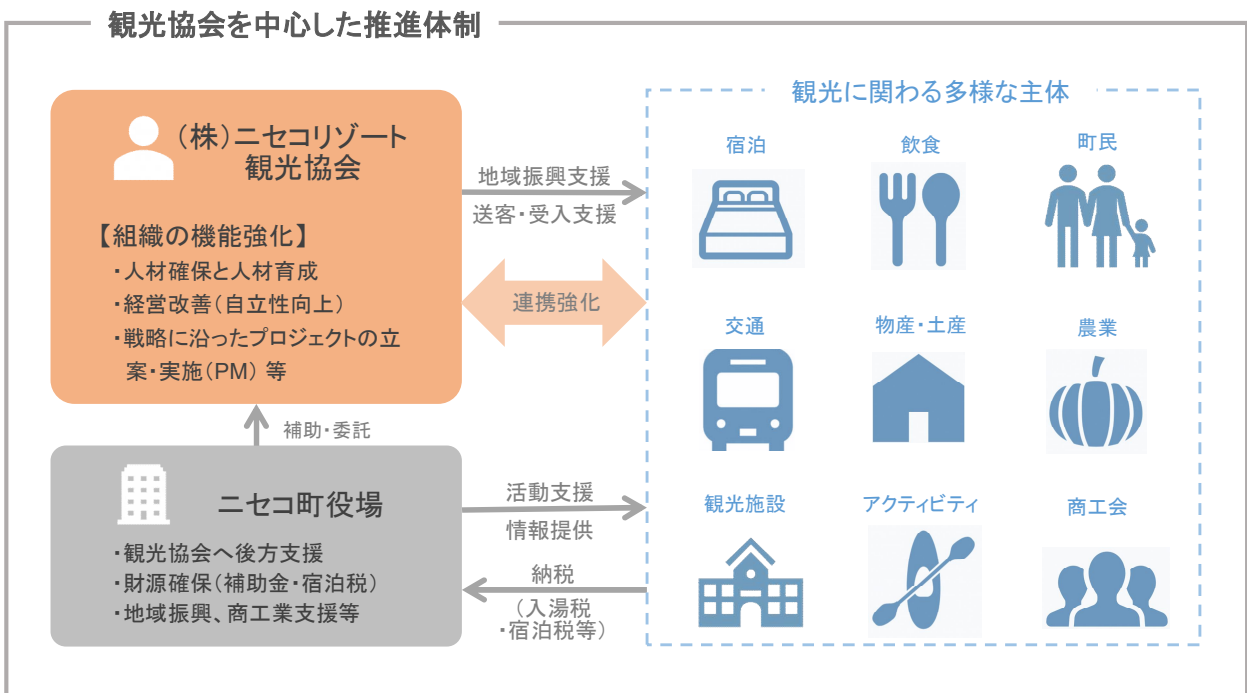 観光協会を中心した推進体制
(株)ニセコリゾート
観光協会
【組織の機能強化】
・人材確保と人材育成
・経営改善(自立性向上)
・戦略に沿ったプロジェクトの立
案・実施(PM) 等
補助・委託
ニセコ町役場
・観光協会へ後方支援
・財源確保(補助金・宿泊税)
・地域振興、商工業支援等
地域振興支援
送客・受入支援
連携強化
活動支援
情報提供
納税
(入湯税
・宿泊税等)
観光に関わる多様な主体
宿泊
飲食
町民
交通
物産・土産
農業
観光施設
アクティビティ
商工会